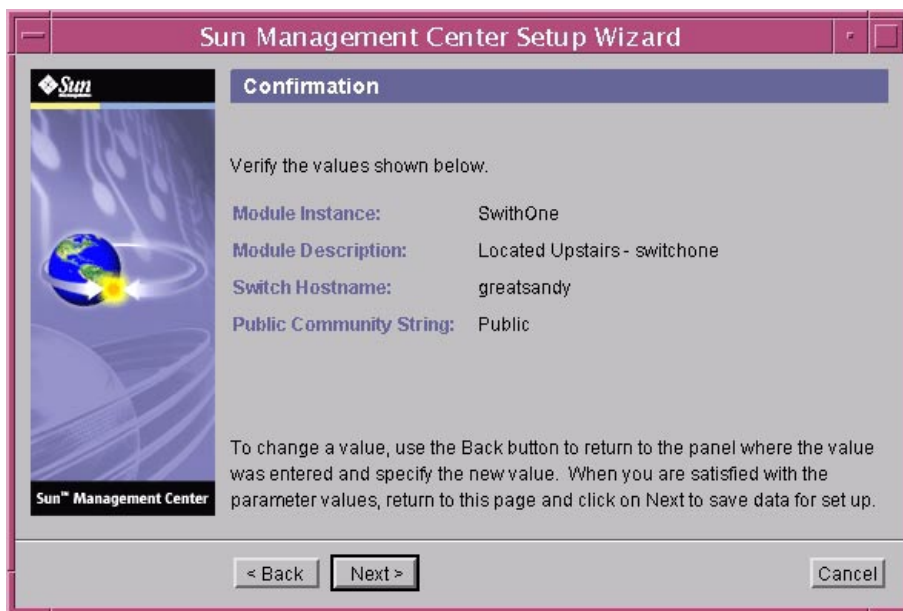 Sun Management Center Setup Wizard
Sun
Confirmation
Verify the values shown below.
Module Instance: SwithOne
Module Description: Located Upstairs - switchone
Switch Hostname: greatsandy
Public Community String: Public
To change a value, use the Back button to return to the panel where the value
was entered and specify the new value. When you are satisfied with the
parameter values, return to this page and click on Next to save data for set up.
Sun™ Management Center
< Back Next > Cancel